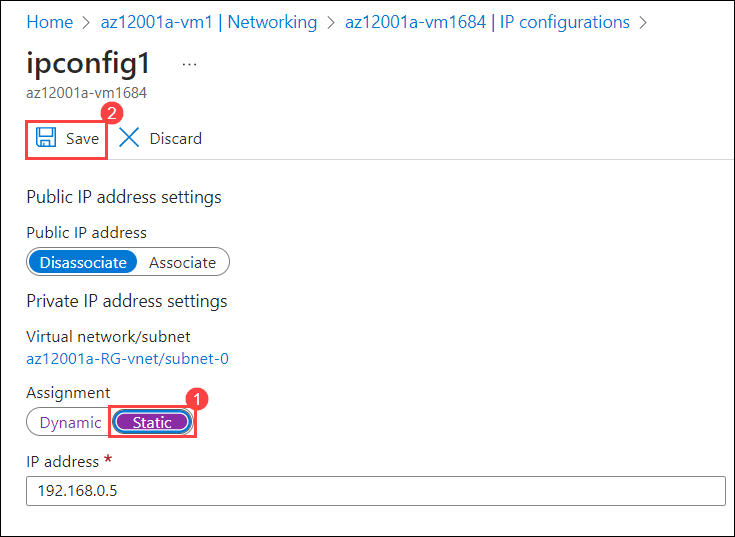 Home > az12001a-vm1 | Networking > az12001a-vm1684 | IP configurations >
ipconfig1 ...
az12001a-vm1684
2
Save Discard
Public IP address settings
Public IP address
Disassociate Associate
Private IP address settings
Virtual network/subnet
az12001a-RG-vnet/subnet-0
Assignment
1
Dynamic Static
IP address *
192.168.0.5